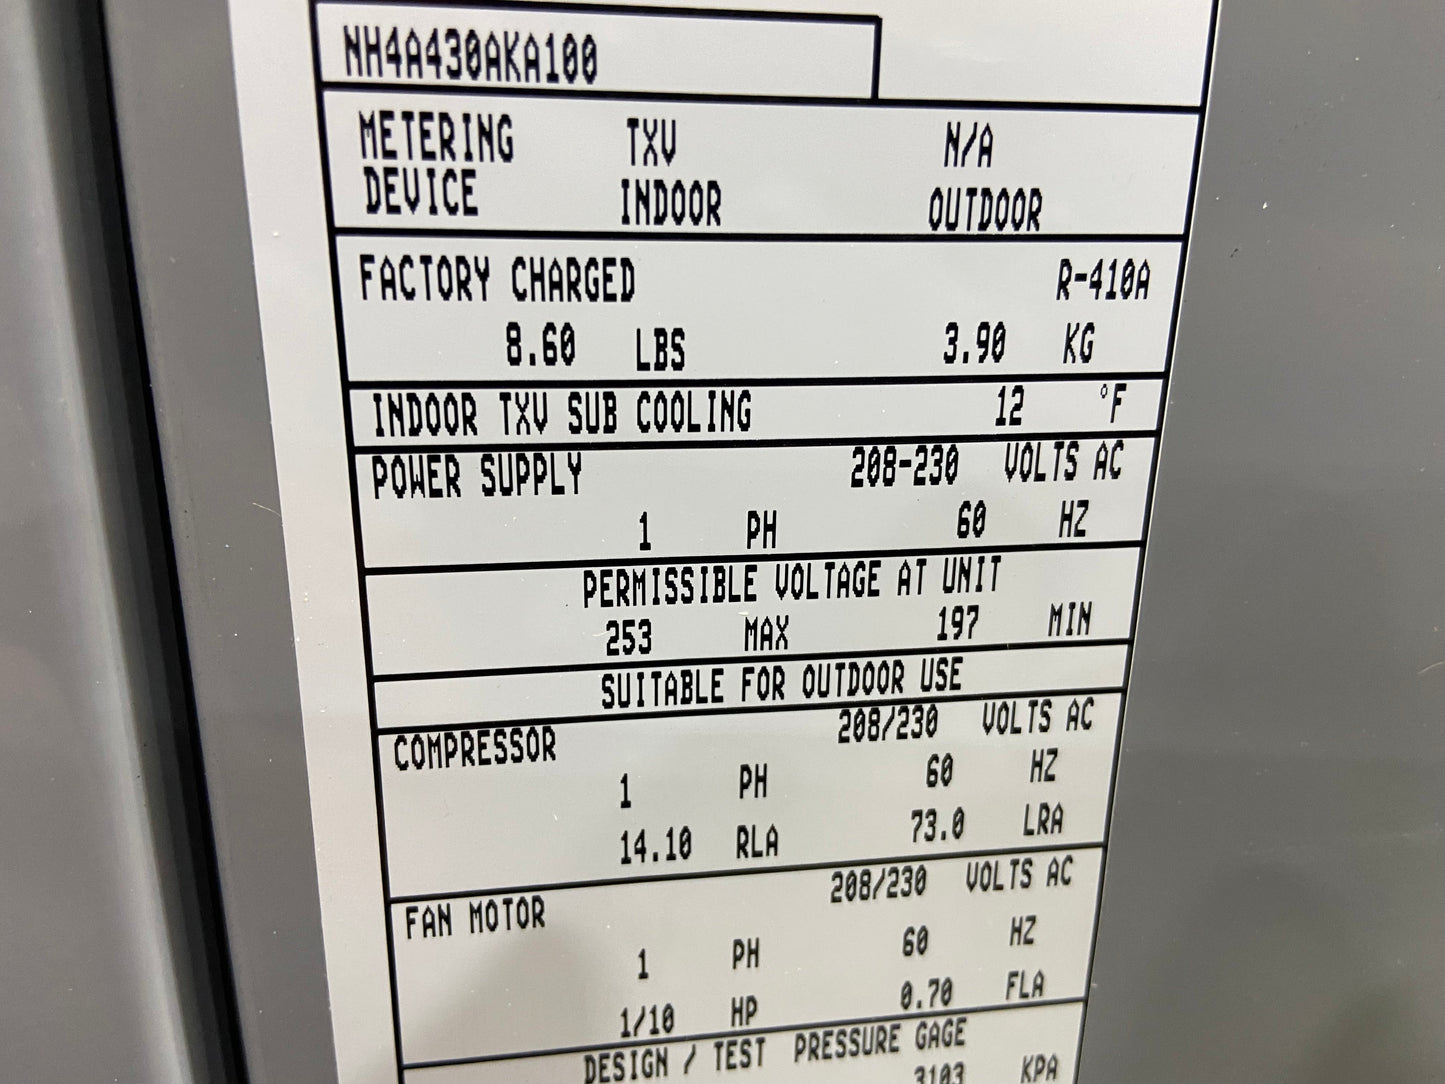 NH4A430AKA100
METERING TXV N/A
DEVICE INDOOR OUTDOOR
FACTORY CHARGED R-410A
8.60 LBS 3.90 KG
INDOOR TXV SUB COOLING 12 °F
POWER SUPPLY 208-230 VOLTS AC
1 PH 60 HZ
PERMISSIBLE VOLTAGE AT UNIT
253 MAX 197 MIN
SUITABLE FOR OUTDOOR USE
COMPRESSOR 208/230 VOLTS AC
1 PH 60 HZ
14.10 RLA 73.0 LRA
FAN MOTOR 208/230 VOLTS AC
1 PH 60 HZ
1/10 HP 0.70 FLA
DESIGN / TEST PRESSURE GAGE
3103 KPA